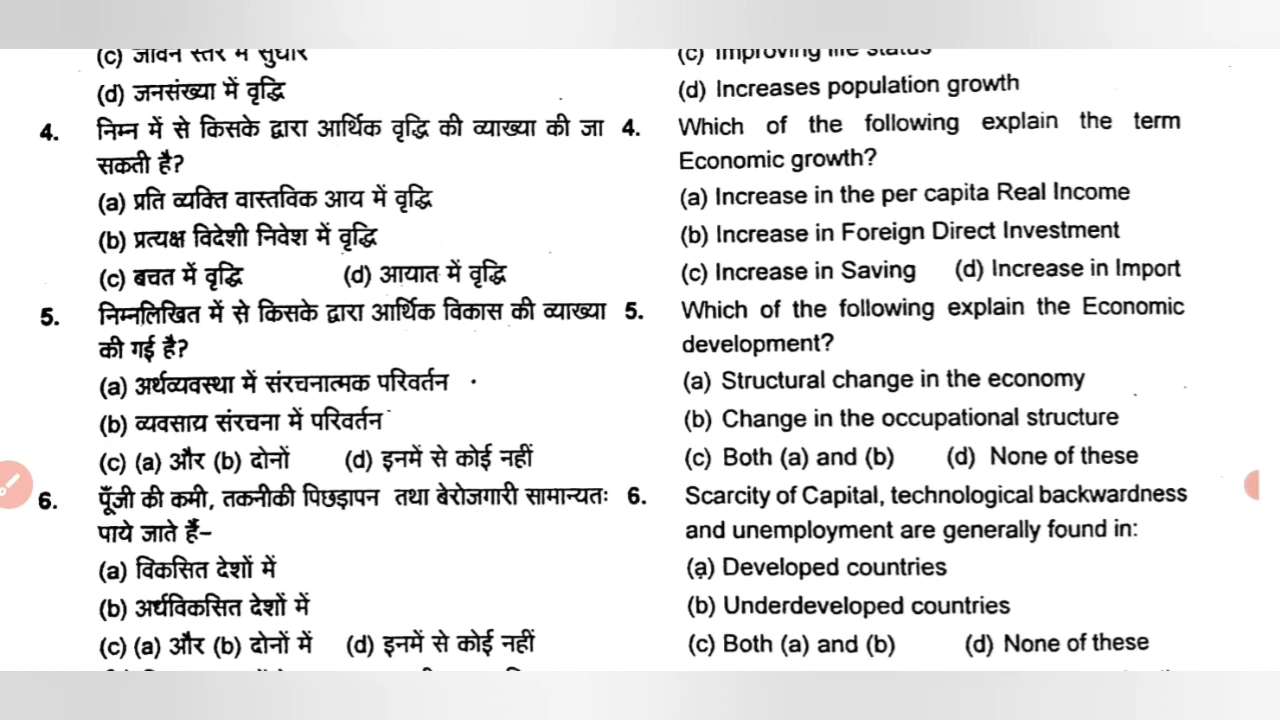 (c) जीवन स्तर में सुधार
(d) जनसंख्या में वृद्धि
4. निम्न में से किसके द्वारा आर्थिक वृद्धि की व्याख्या की जा
सकती है?
(a) प्रति व्यक्ति वास्तविक आय में वृद्धि
(b) प्रत्यक्ष विदेशी निवेश में वृद्धि
(c) बचत में वृद्धि (d) आयात में वृद्धि
5. निम्नलिखित में से किसके द्वारा आर्थिक विकास की व्याख्या
की गई है?
(a) अर्थव्यवस्था में संरचनात्मक परिवर्तन
(b) व्यवसाय संरचना में परिवर्तन
(c) (a) और (b) दोनों (d) इनमें से कोई नहीं
6. पूँजी की कमी, तकनीकी पिछड़ापन तथा बेरोजगारी सामान्यतः
पाये जाते हैं–
(a) विकसित देशों में
(b) अर्धविकसित देशों में
(c) (a) और (b) दोनों में (d) इनमें से कोई नहीं
(c) Improving life status
(d) Increases population growth
4. Which of the following explain the term
Economic growth?
(a) Increase in the per capita Real Income
(b) Increase in Foreign Direct Investment
(c) Increase in Saving (d) Increase in Import
5. Which of the following explain the Economic
development?
(a) Structural change in the economy
(b) Change in the occupational structure
(c) Both (a) and (b) (d) None of these
6. Scarcity of Capital, technological backwardness
and unemployment are generally found in:
(a) Developed countries
(b) Underdeveloped countries
(c) Both (a) and (b) (d) None of these